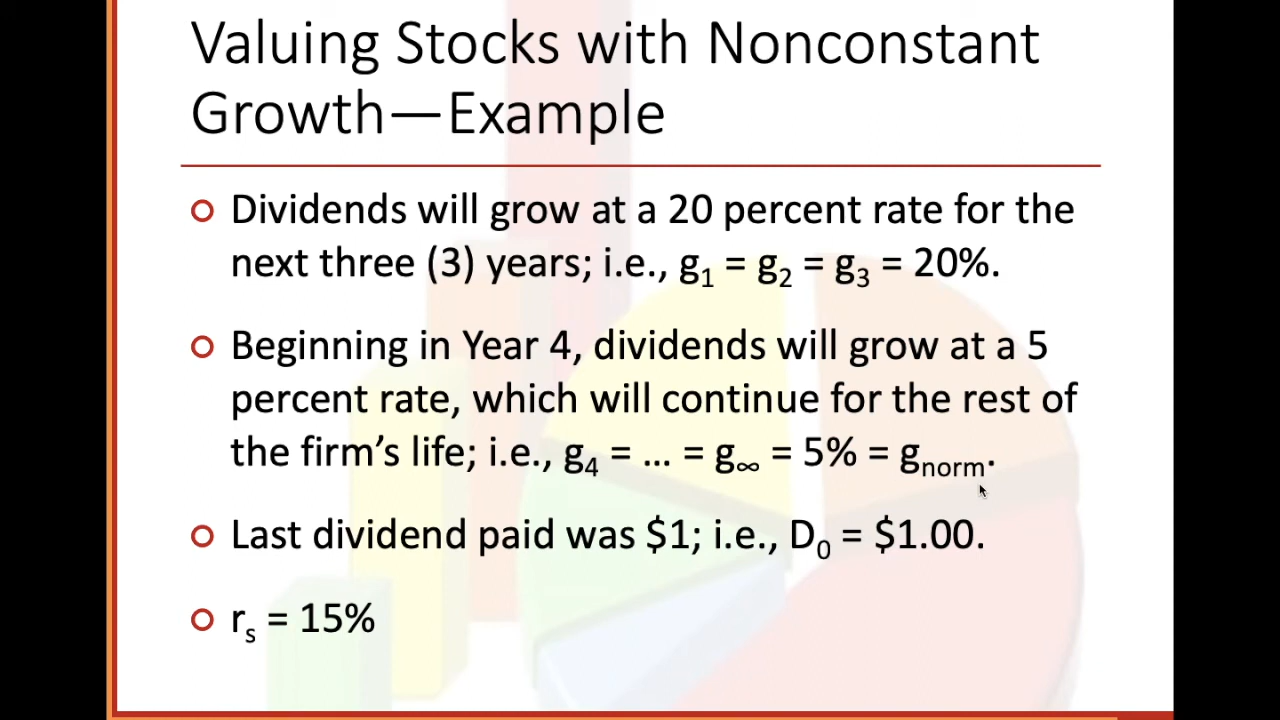 Valuing Stocks with Nonconstant
Growth—Example
Dividends will grow at a 20 percent rate for the
next three (3) years; i.e., g₁ = g₂ = g₃ = 20%.
Beginning in Year 4, dividends will grow at a 5
percent rate, which will continue for the rest of
the firm’s life; i.e., g₄ = … = g∞ = 5% = gnorm.
Last dividend paid was $1; i.e., D₀ = $1.00.
rₛ = 15%